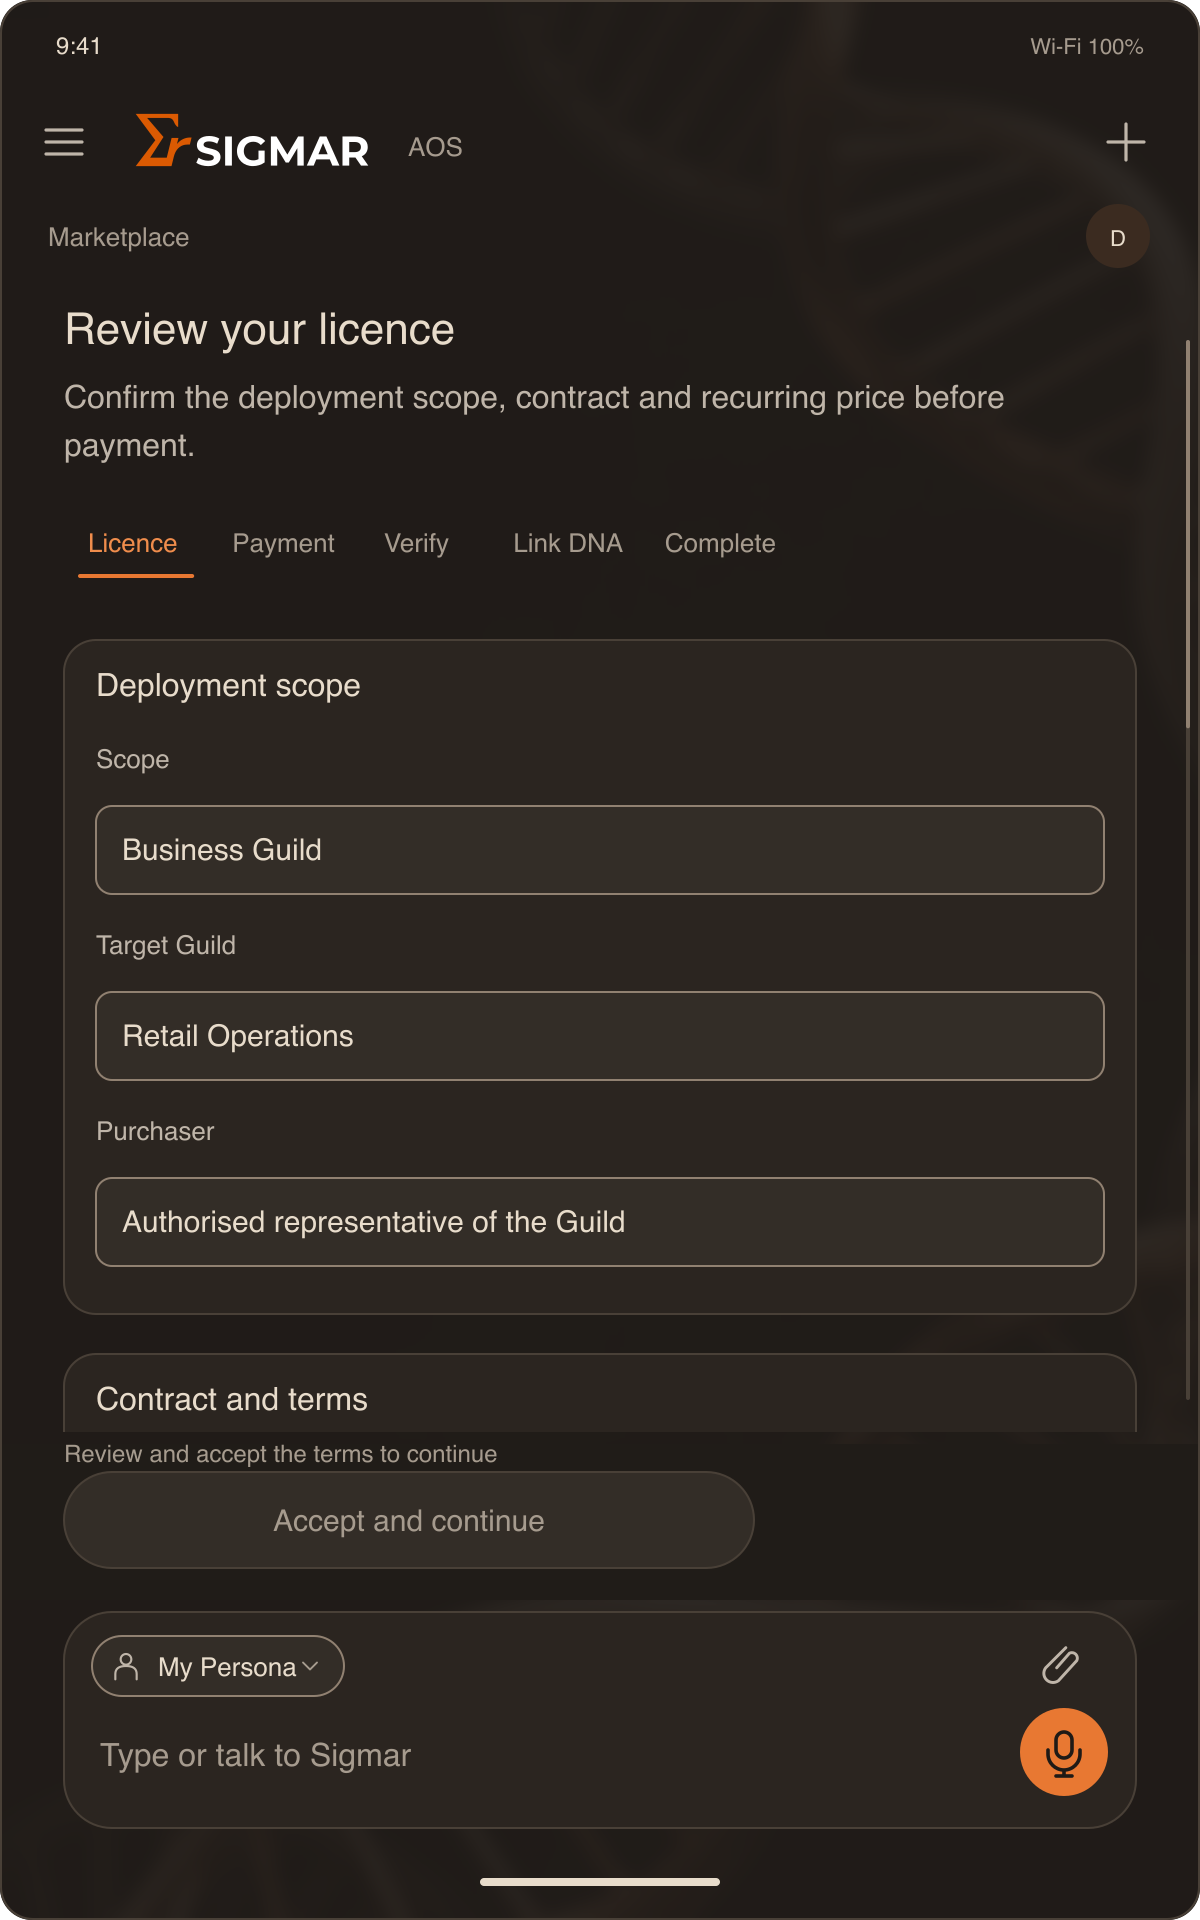 9:41
Wi-Fi 100%
Σr SIGMAR AOS
Marketplace
D
Review your licence
Confirm the deployment scope, contract and recurring price before
payment.
Licence Payment Verify Link DNA Complete
Deployment scope
Scope
Business Guild
Target Guild
Retail Operations
Purchaser
Authorised representative of the Guild
Contract and terms
Review and accept the terms to continue
Accept and continue
My Persona
Type or talk to Sigmar